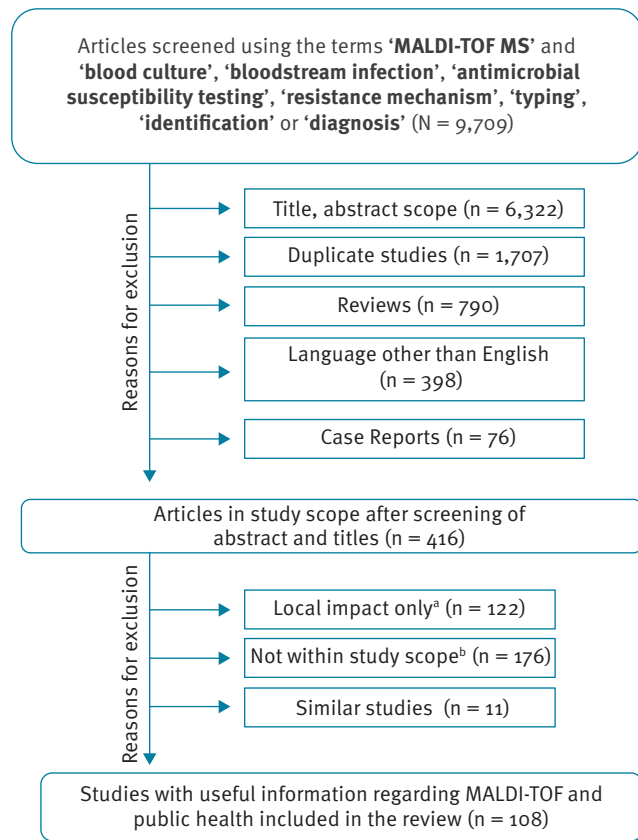 Articles screened using the terms ‘MALDI-TOF MS’ and
‘blood culture’, ‘bloodstream infection’, ‘antimicrobial
susceptibility testing’, ‘resistance mechanism’, ‘typing’,
‘identification’ or ‘diagnosis’ (N = 9,709)
Reasons for exclusion
Title, abstract scope (n = 6,322)
Duplicate studies (n = 1,707)
Reviews (n = 790)
Language other than English
(n = 398)
Case Reports (n = 76)
Articles in study scope after screening of
abstract and titles (n = 416)
Reasons for exclusion
Local impact onlyᵃ (n = 122)
Not within study scopeᵇ (n = 176)
Similar studies (n = 11)
Studies with useful information regarding MALDI-TOF and
public health included in the review (n = 108)